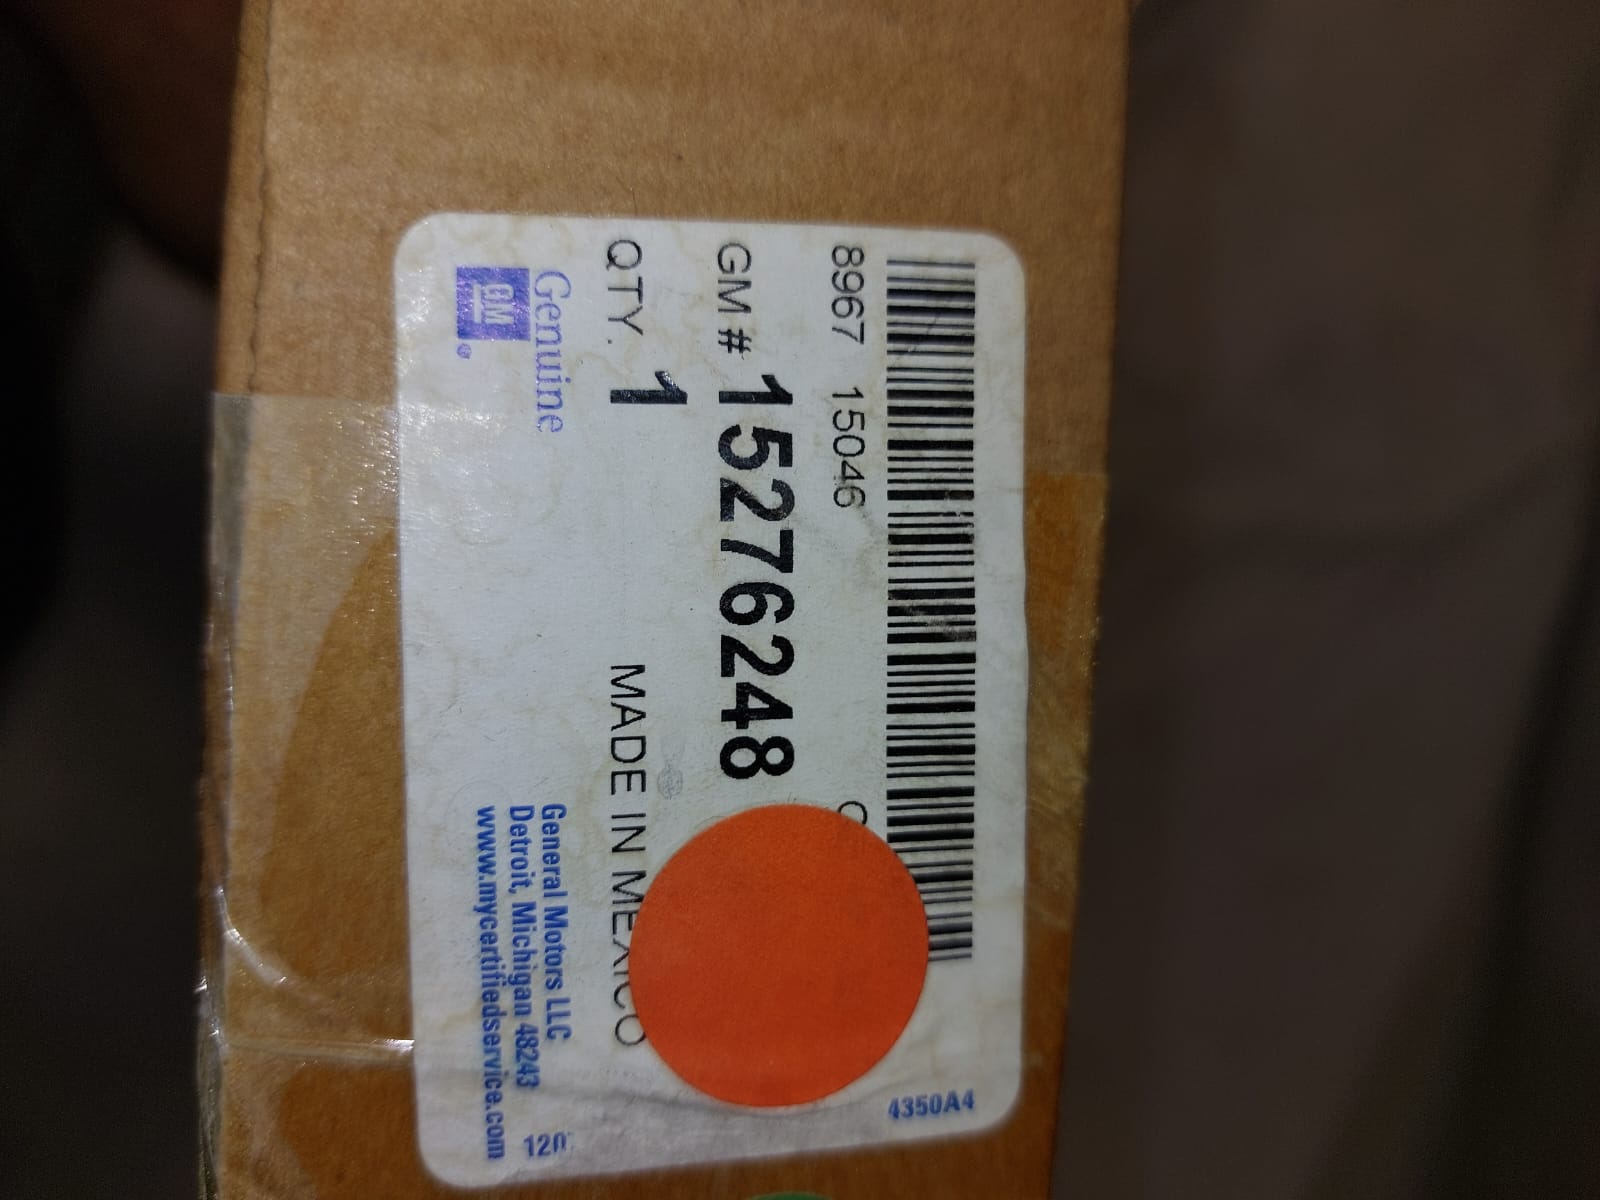 8967 15046
GM # 15276248
QTY. 1
MADE IN MEXICO
Genuine
GM
General Motors LLC
Detroit, Michigan 48243
www.mycertifiedservice.com
4350A4